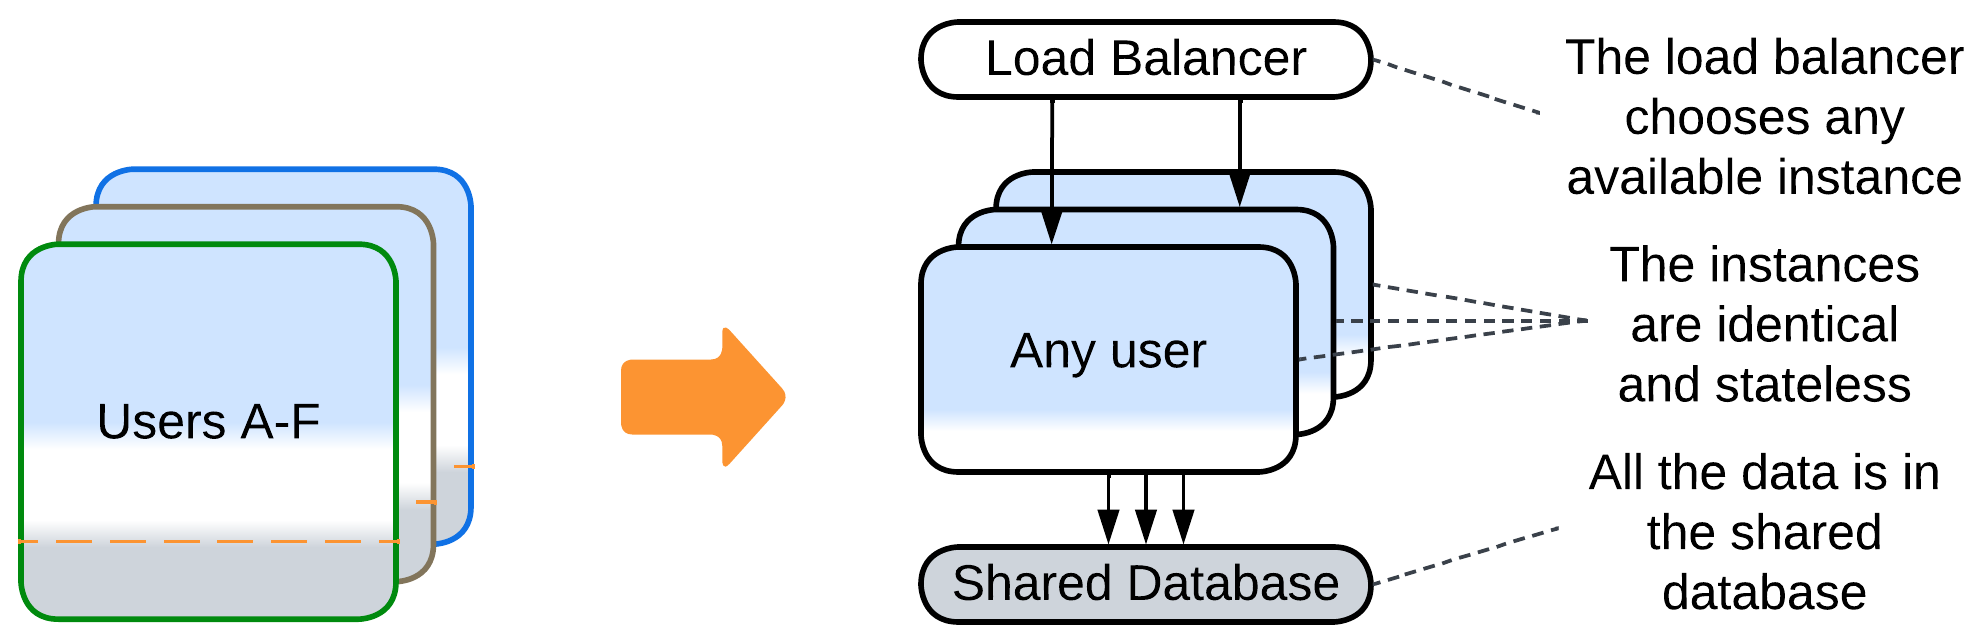 Load Balancer
The load balancer
chooses any
available instance
Users A-F
Any user
The instances
are identical
and stateless
Shared Database
All the data is in
the shared
database